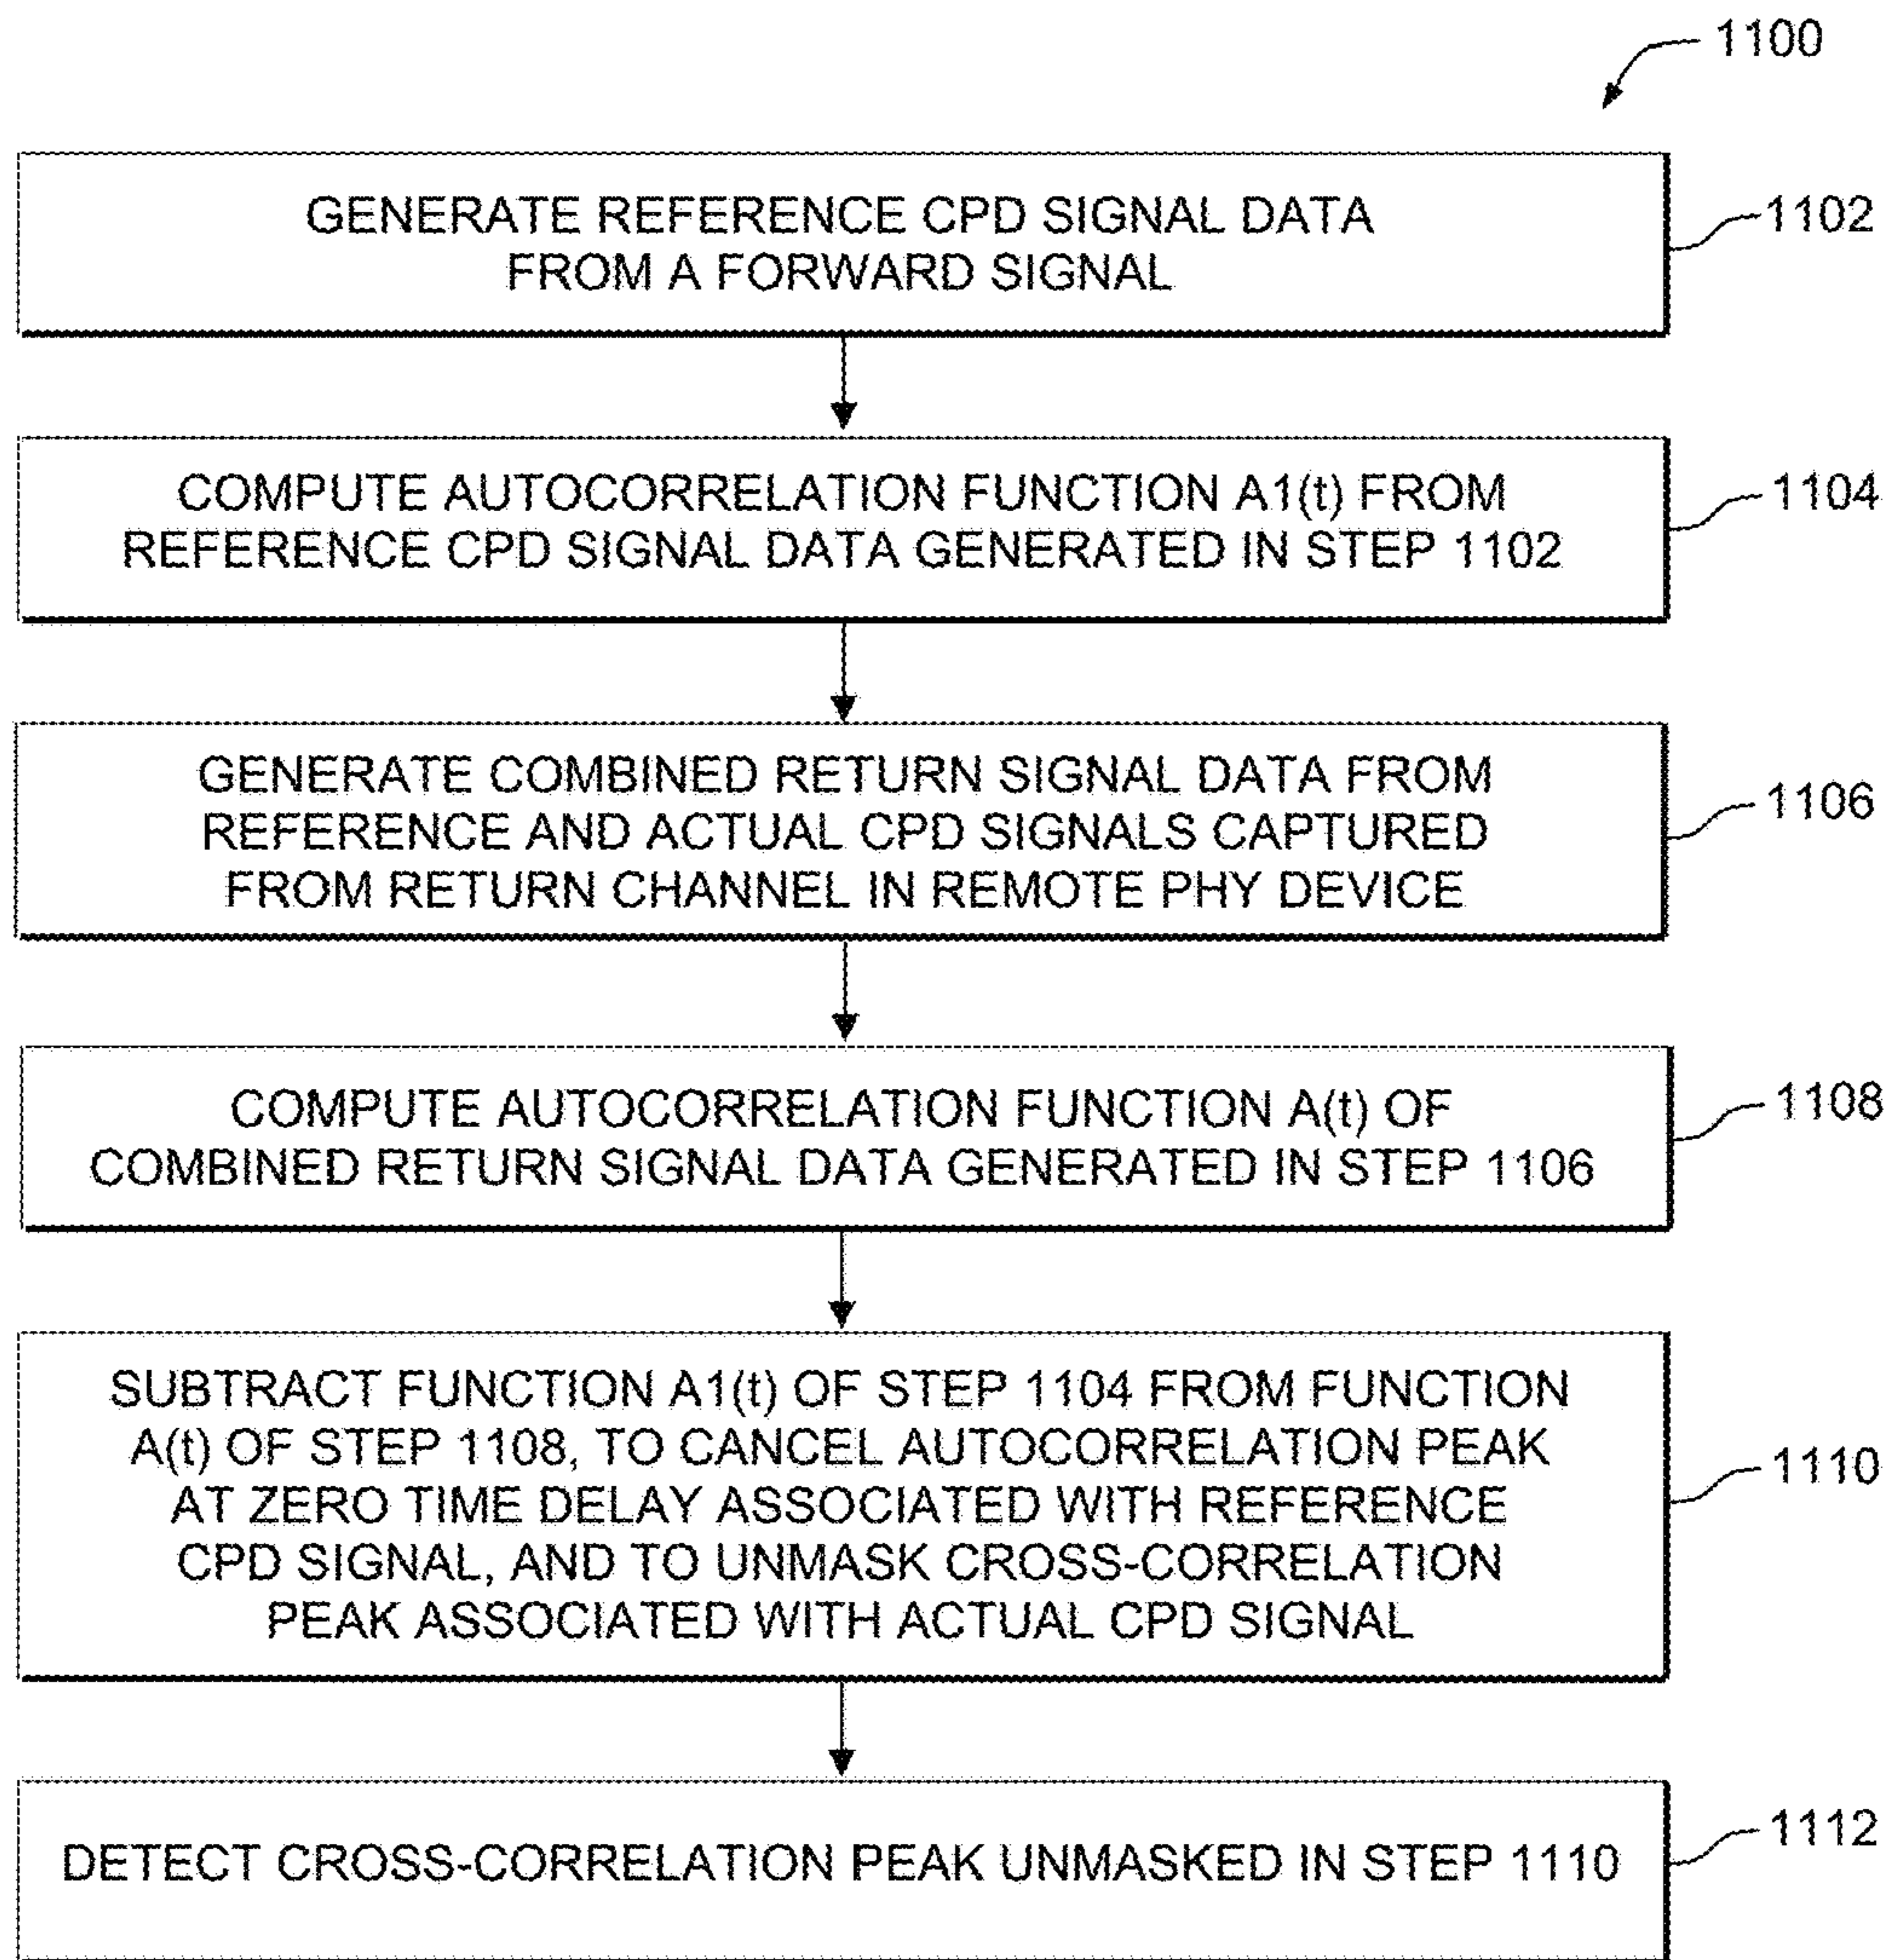 1100
GENERATE REFERENCE CPD SIGNAL DATA
FROM A FORWARD SIGNAL
1102
COMPUTE AUTOCORRELATION FUNCTION A1(t) FROM
REFERENCE CPD SIGNAL DATA GENERATED IN STEP 1102
1104
GENERATE COMBINED RETURN SIGNAL DATA FROM
REFERENCE AND ACTUAL CPD SIGNALS CAPTURED
FROM RETURN CHANNEL IN REMOTE PHY DEVICE
1106
COMPUTE AUTOCORRELATION FUNCTION A(t) OF
COMBINED RETURN SIGNAL DATA GENERATED IN STEP 1106
1108
SUBTRACT FUNCTION A1(t) OF STEP 1104 FROM FUNCTION
A(t) OF STEP 1108, TO CANCEL AUTOCORRELATION PEAK
AT ZERO TIME DELAY ASSOCIATED WITH REFERENCE
CPD SIGNAL, AND TO UNMASK CROSS-CORRELATION
PEAK ASSOCIATED WITH ACTUAL CPD SIGNAL
1110
DETECT CROSS-CORRELATION PEAK UNMASKED IN STEP 1110
1112